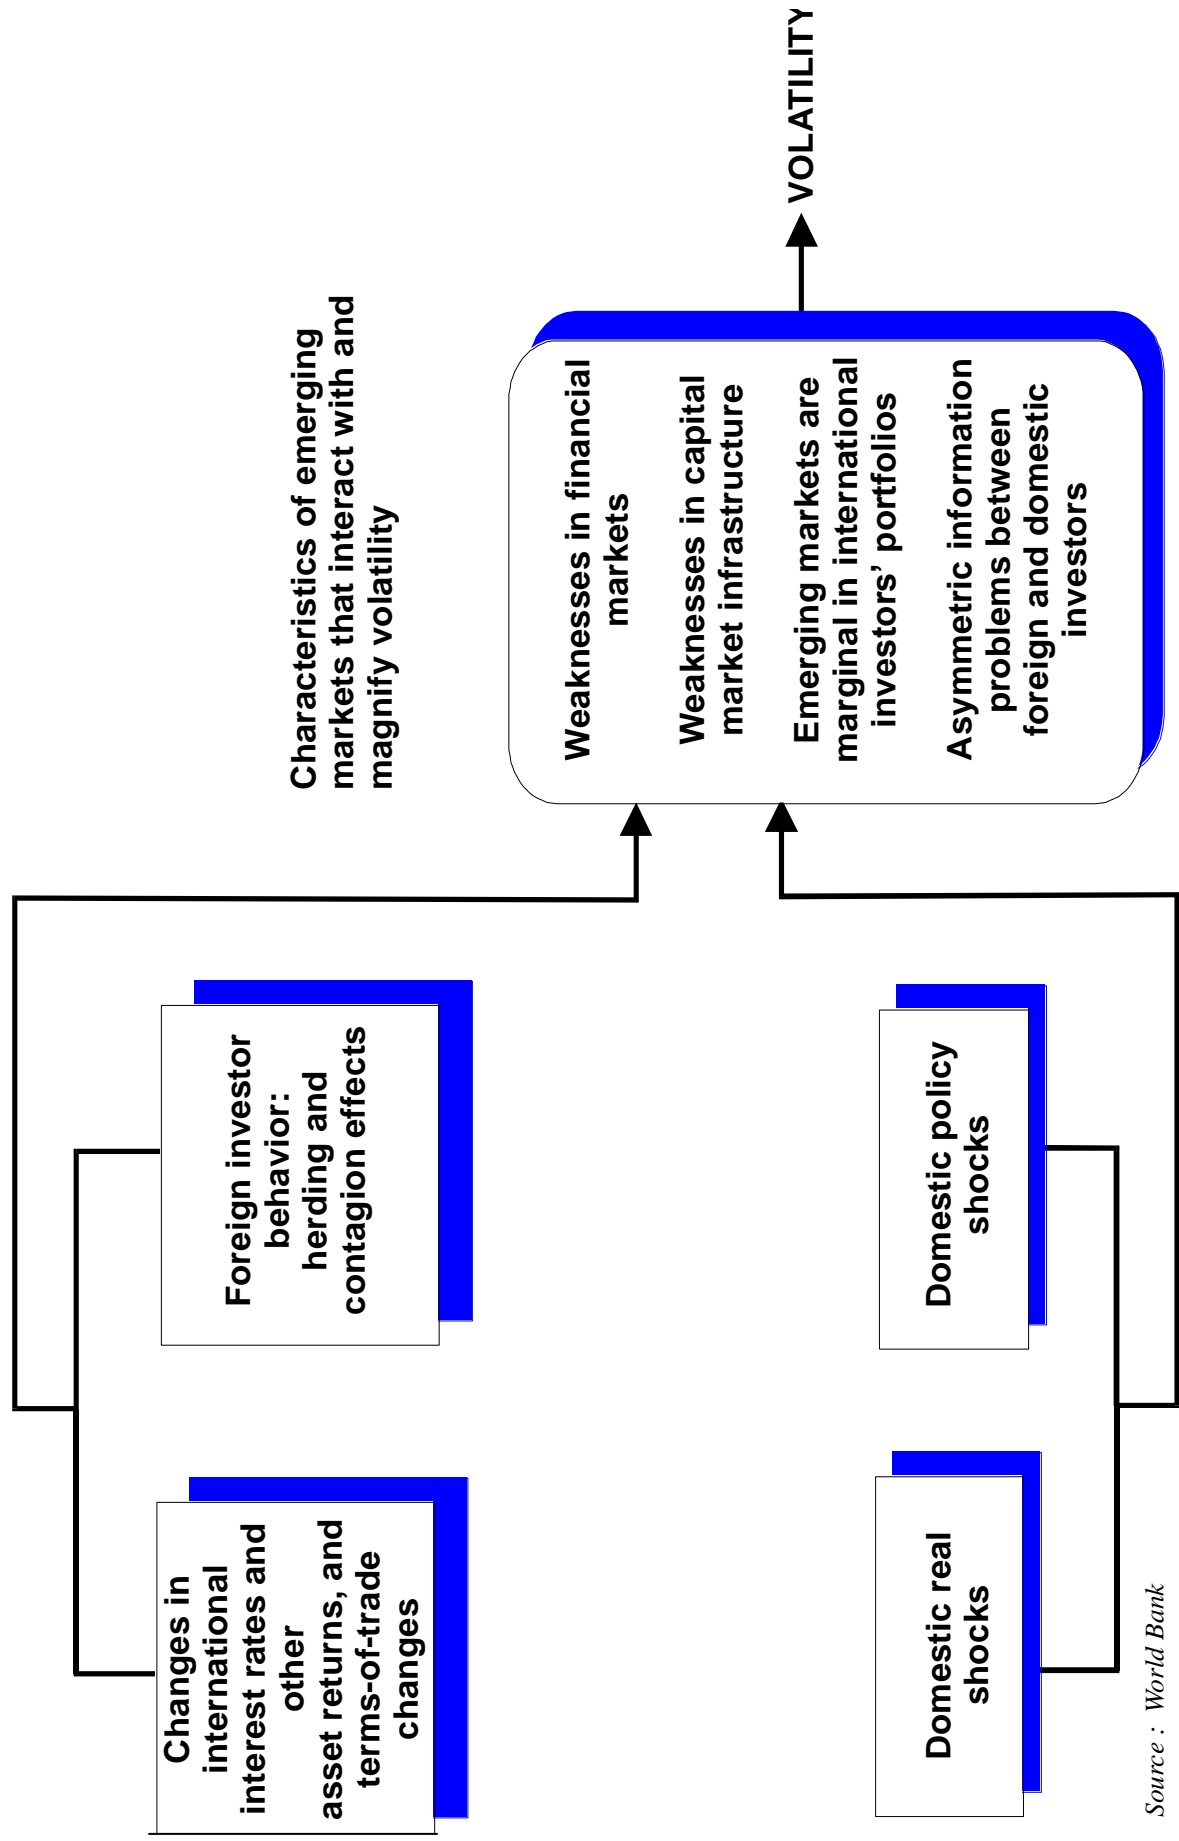 Changes in
international
interest rates and
other
asset returns, and
terms-of-trade
changes
Foreign investor
behavior:
herding and
contagion effects
Characteristics of emerging
markets that interact with and
magnify volatility
Weaknesses in financial
markets
Weaknesses in capital
market infrastructure
Emerging markets are
marginal in international
investors’ portfolios
Asymmetric information
problems between
foreign and domestic
investors
VOLATILITY
Domestic real
shocks
Domestic policy
shocks
Source : World Bank